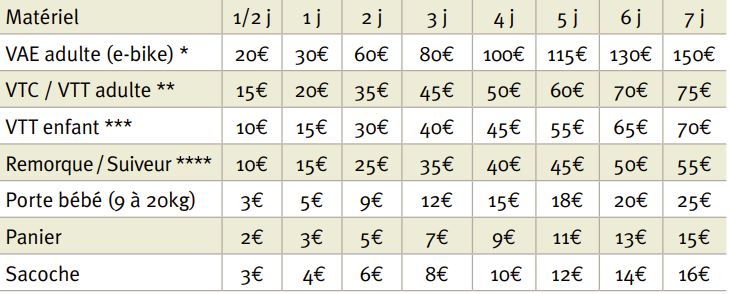 Matériel 1/2 j 1 j 2 j 3 j 4 j 5 j 6 j 7 j
VAE adulte (e-bike) * 20€ 30€ 60€ 80€ 100€ 115€ 130€ 150€
VTC / VTT adulte ** 15€ 20€ 35€ 45€ 50€ 60€ 70€ 75€
VTT enfant *** 10€ 15€ 30€ 40€ 45€ 55€ 65€ 70€
Remorque / Suiveur **** 10€ 15€ 25€ 35€ 40€ 45€ 50€ 55€
Porte bébé (9 à 20kg) 3€ 5€ 9€ 12€ 15€ 18€ 20€ 25€
Panier 2€ 3€ 5€ 7€ 9€ 11€ 13€ 15€
Sacoche 3€ 4€ 6€ 8€ 10€ 12€ 14€ 16€